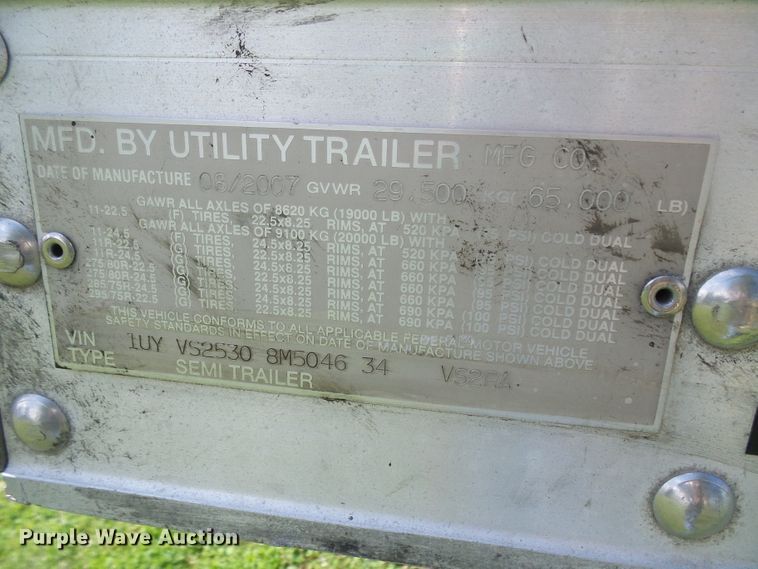 MFD. BY UTILITY TRAILER MFG CO.
DATE OF MANUFACTURE 08/2007 GVWR 29,500 KG( 65,000 LB)
GAWR ALL AXLES OF 8620 KG (19000 LB) WITH
11-22.5 (F) TIRES, 22.5x8.25 RIMS, AT 520 KPA PSI) COLD DUAL
GAWR ALL AXLES OF 9100 KG (20000 LB) WITH
11-24.5 (F) TIRES, 24.5x8.25 RIMS, AT 520 KPA PSI) COLD DUAL
11R-22.5 (G) TIRES, 22.5x8.25 RIMS, AT 660 KPA PSI) COLD DUAL
11R-24.5 (G) TIRES, 24.5x8.25 RIMS, AT 660 KPA PSI) COLD DUAL
275/80R-22.5 (G) TIRES, 22.5x8.25 RIMS, AT 660 KPA PSI) COLD DUAL
275/80R-24.5 (G) TIRES, 24.5x8.25 RIMS, AT 660 KPA PSI) COLD DUAL
285/75R-24.5 (G) TIRES, 24.5x8.25 RIMS, AT 660 KPA PSI) COLD DUAL
295/75R-22.5 (G) TIRES, 22.5x8.25 RIMS, AT 690 KPA (100 PSI) COLD DUAL
THIS VEHICLE CONFORMS TO ALL APPLICABLE FEDERAL MOTOR VEHICLE
SAFETY STANDARDS IN EFFECT ON DATE OF MANUFACTURE SHOWN ABOVE
VIN 1UY VS2530 8M5046 34 VS2RA
TYPE SEMI TRAILER
Purple Wave Auction